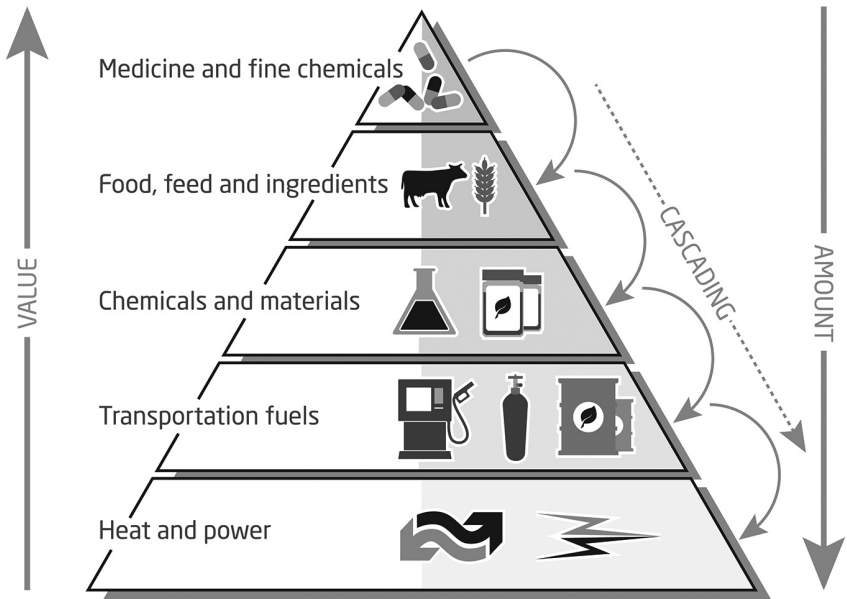 Medicine and fine chemicals
Food, feed and ingredients
Chemicals and materials
Transportation fuels
Heat and power
VALUE
CASCADING
AMOUNT